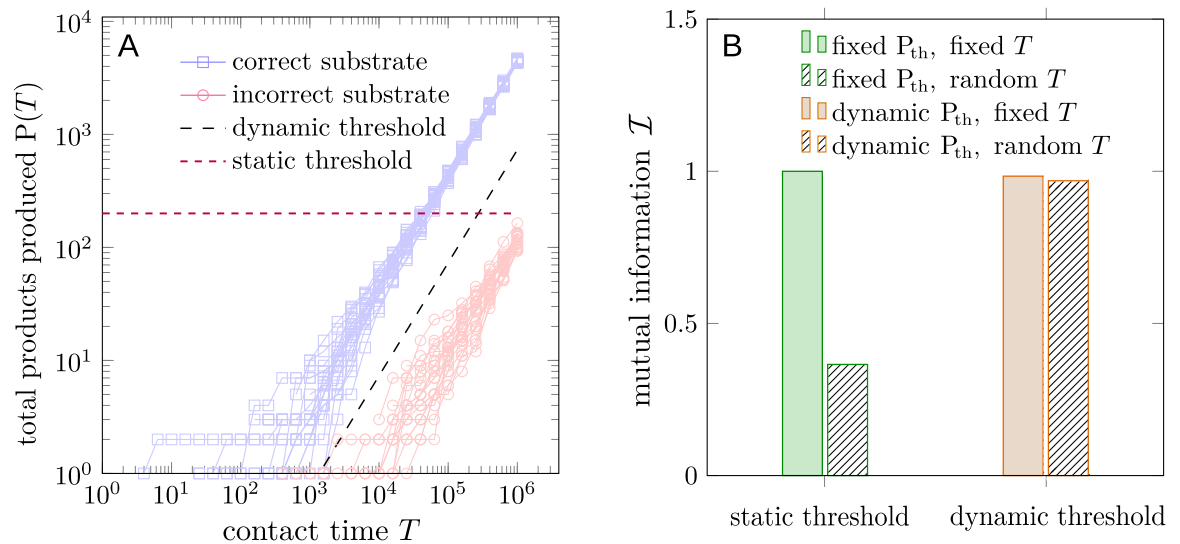 A
correct substrate
incorrect substrate
dynamic threshold
static threshold
total products produced P(T)
10^4
10^3
10^2
10^1
10^0
10^0 10^1 10^2 10^3 10^4 10^5 10^6
contact time T
B
fixed P_th, fixed T
fixed P_th, random T
dynamic P_th, fixed T
dynamic P_th, random T
mutual information ℐ
1.5
1
0.5
0
static threshold dynamic threshold